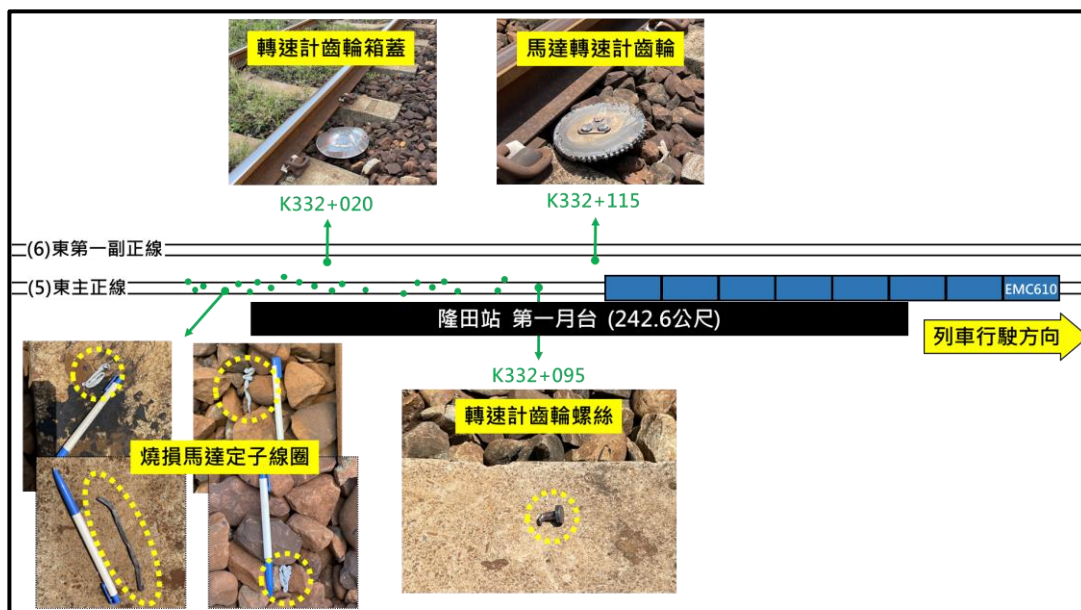 轉速計齒輪箱蓋
馬達轉速計齒輪
K332+020
K332+115
(6)東第一副正線
(5)東主正線
EMC610
隆田站 第一月台 (242.6公尺)
列車行駛方向
K332+095
轉速計齒輪螺絲
燒損馬達定子線圈